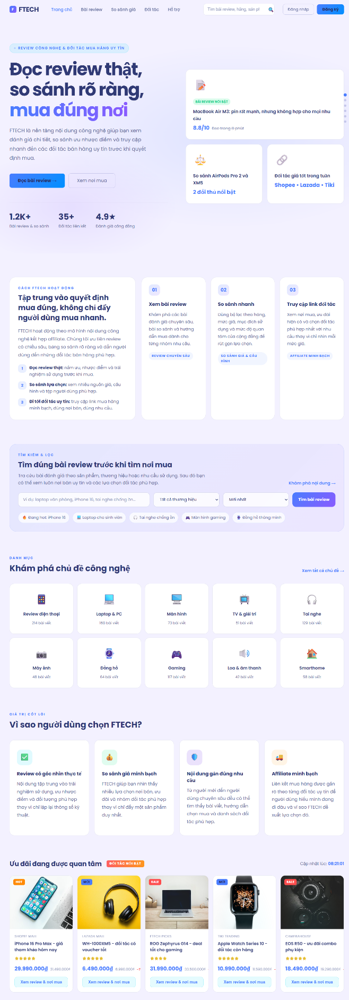 F FTECH
Trang chủ
Bài review
So sánh giá
Đối tác
Hỗ trợ
Tìm bài review, hãng, sản pl
Đăng nhập
Đăng ký
REVIEW CÔNG NGHỆ & ĐỐI TÁC MUA HÀNG UY TÍN
Đọc review thật,
so sánh rõ ràng,
mua đúng nơi
FTECH là nền tảng nội dung công nghệ giúp bạn xem
đánh giá chi tiết, so sánh ưu nhược điểm và truy cập
nhanh đến các đối tác bán hàng uy tín trước khi quyết
định mua.
Đọc bài review →
Xem nơi mua
1.2K+
Bài review & so sánh
35+
Đối tác liên kết
4.9★
Đánh giá cộng đồng
BÀI REVIEW NỔI BẬT
MacBook Air M3: pin rất mạnh, nhưng không hợp cho mọi nhu
cầu
8.8/10 Đọc trong 8 phút
So sánh AirPods Pro 2 và
XM5
2 đối thủ nổi bật
Đối tác giá tốt trong tuần
Shopee • Lazada • Tiki
CÁCH FTECH HOẠT ĐỘNG
Tập trung vào quyết định
mua đúng, không chỉ đẩy
người dùng mua nhanh.
FTECH hoạt động theo mô hình nội dung công
nghệ kết hợp affiliate. Chúng tôi ưu tiên review
có chiều sâu, bảng so sánh rõ ràng và dẫn người
dùng đến những đối tác bán hàng phù hợp.
1 Đọc review thật: nắm ưu, nhược điểm và trải
nghiệm sử dụng trước khi mua.
2 So sánh lựa chọn: xem nhiều nguồn giá, cấu
hình và tệp người dùng phù hợp.
3 Đi tới đối tác uy tín: truy cập link mua hàng
minh bạch, đúng nơi bán, đúng nhu cầu.
01
Xem bài review
Khám phá các bài
đánh giá chuyên sâu,
bài so sánh và hướng
dẫn mua dành cho
từng nhóm nhu cầu.
REVIEW CHUYÊN SÂU
02
So sánh nhanh
Dùng bộ lọc theo hãng,
mức giá, mục đích sử
dụng và mức độ quan
tâm của cộng đồng để
rút gọn lựa chọn.
SO SÁNH GIÁ & CẤU
HÌNH
03
Truy cập link đối tác
Xem nơi mua, ưu đãi
hiện có và chọn đối tác
phù hợp nhất với nhu
cầu thay vì chỉ nhìn mỗi
mức giá.
AFFILIATE MINH BẠCH
TÌM KIẾM & LỌC
Tìm đúng bài review trước khi tìm nơi mua
Tra cứu bài đánh giá theo sản phẩm, thương hiệu hoặc nhu cầu sử dụng. Sau đó bạn
có thể xem luôn nơi bán uy tín và các lựa chọn đối tác phù hợp.
Khám phá nội dung →
Ví dụ: laptop văn phòng, iPhone 16, tai nghe chống ồn...
Tất cả thương hiệu
Mới nhất
Tìm bài review
Đang hot: iPhone 16
Laptop cho sinh viên
Tai nghe chống ồn
Màn hình gaming
Đồng hồ thông minh
DANH MỤC
Khám phá chủ đề công nghệ
Xem tất cả chủ đề →
Review điện thoại
214 bài viết
Laptop & PC
168 bài viết
Màn hình
73 bài viết
TV & giải trí
51 bài viết
Tai nghe
129 bài viết
Máy ảnh
48 bài viết
Đồng hồ
64 bài viết
Gaming
117 bài viết
Loa & âm thanh
42 bài viết
Smarthome
58 bài viết
GIÁ TRỊ CỐT LÕI
Vì sao người dùng chọn FTECH?
Review có góc nhìn thực tế
Nội dung tập trung vào trải
nghiệm sử dụng, ưu nhược
điểm và đối tượng phù hợp
thay vì chỉ lặp lại thông số kỹ
thuật.
So sánh giá minh bạch
FTECH giúp bạn nhìn thấy
nhiều lựa chọn nơi bán, ưu
đãi và nhóm đối tác phù hợp
thay vì chỉ đẩy một sản phẩm
duy nhất.
Nội dung gắn đúng nhu
cầu
Từ người mới đến người
dùng chuyên sâu đều có thể
tìm thấy bài viết, hướng dẫn
chọn mua và danh sách đối
tác phù hợp.
Affiliate minh bạch
Liên kết mua hàng được gắn
rõ theo từng đối tác uy tín để
người dùng hiểu mình đang
đi đâu và vì sao FTECH đề
xuất lựa chọn đó.
Ưu đãi đang được quan tâm
ĐỐI TÁC NỔI BẬT
Cập nhật lúc: 08:21:01
HOT
SHOPEE MALL
iPhone 16 Pro Max - giá
tham khảo hôm nay
★★★★★
29.990.000₫ 31.490.000₫
Xem review & nơi mua
MỚI
LAZADA MALL
WH-1000XM5 - đối tác có
voucher tốt
★★★★★
6.490.000₫ 6.990.000₫ -7
Xem review & nơi mua
SALE
FTECH PICKS
ROG Zephyrus G14 - deal
tốt cho gaming
★★★★
31.990.000₫ 33.500.000₫ -
Xem review & nơi mua
MỚI
TIKI TRADING
Apple Watch Series 10 -
đối tác còn hàng
★★★★★
10.990.000₫ 11.590.000₫ -
Xem review & nơi mua
SALE
CAMERAHOUSE
EOS R50 - ưu đãi combo
phụ kiện
★★★★★
18.490.000₫ 19.290.000₫ -
Xem review & nơi mua